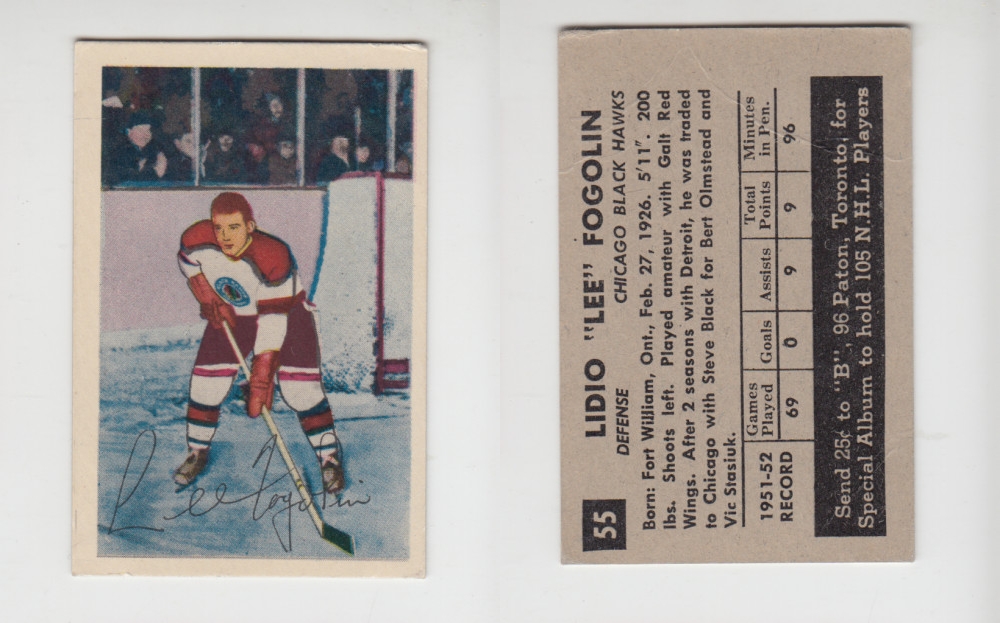 Lee Fogolin
55
LIDIO "LEE" FOGOLIN
DEFENSE CHICAGO BLACK HAWKS
Born: Fort William, Ont., Feb. 27, 1926. 5'11". 200
lbs. Shoots left. Played amateur with Galt Red
Wings. After 2 seasons with Detroit, he was traded
to Chicago with Steve Black for Bert Olmstead and
Vic Stasiuk.
1951-52 RECORD
Games Played Goals Assists Total Points Minutes in Pen.
69 0 9 9 96
Send 25¢ to "B", 96 Paton, Toronto, for
Special Album to hold 105 N.H.L. Players